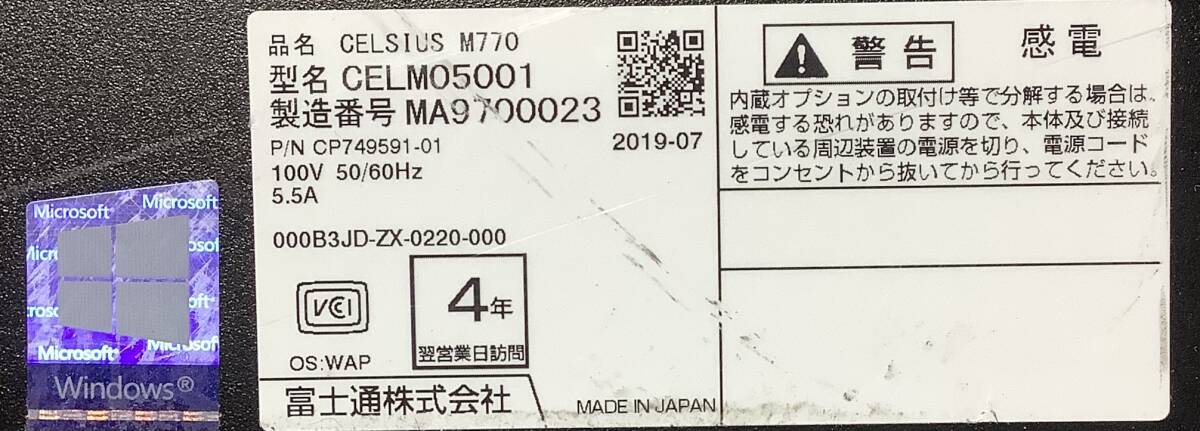 品名 CELSIUS M770
型名 CELM05001
製造番号 MA9700023
P/N CP749591-01
2019-07
100V 50/60Hz
5.5A
000B3JD-ZX-0220-000
VCI
OS:WAP
4年
翌営業日訪問
富士通株式会社
MADE IN JAPAN
警告
感電
内蔵オプションの取付け等で分解する場合は、
感電する恐れがありますので、本体及び接続
している周辺装置の電源を切り、電源コード
をコンセントから抜いてから行ってください。
Microsoft
Microsoft
Microsoft
Windows®